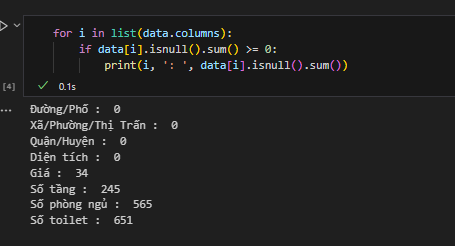 for i in list(data.columns):
if data[i].isnull().sum() >= 0:
print(i, ': ', data[i].isnull().sum())
[4]
0.1s
Đường/Phố :  0
Xã/Phường/Thị Trấn :  0
Quận/Huyện :  0
Diện tích :  0
Giá :  34
Số tầng :  245
Số phòng ngủ :  565
Số toilet :  651